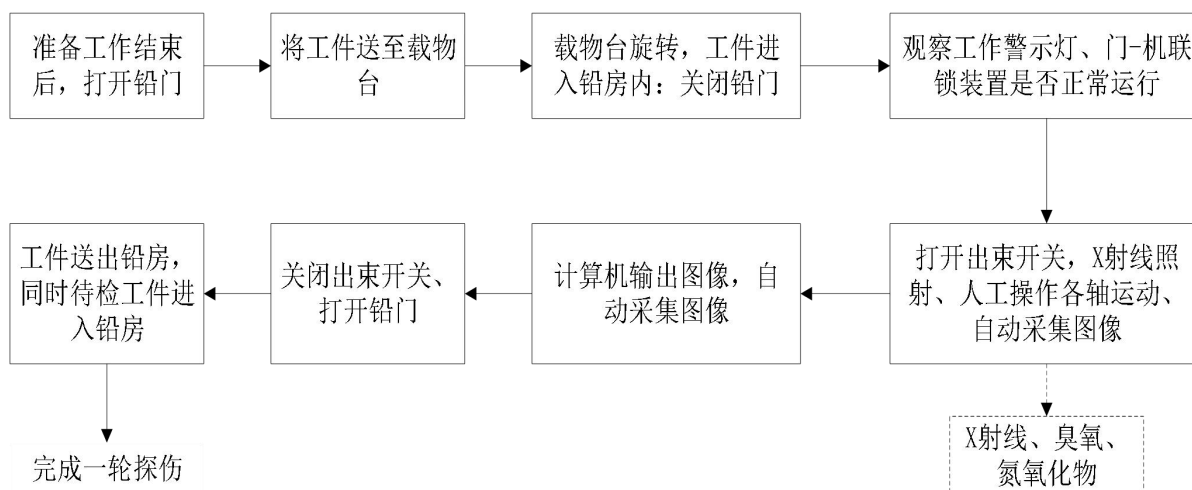 准备工作结束
后，打开铅门
将工件送至载物
台
载物台旋转，工件进
入铅房内：关闭铅门
观察工作警示灯、门-机联
锁装置是否正常运行
打开出束开关，X射线照
射、人工操作各轴运动、
自动采集图像
计算机输出图像，自
动采集图像
关闭出束开关、
打开铅门
工件送出铅房，
同时待检工件进
入铅房
完成一轮探伤
X射线、臭氧、
氮氧化物